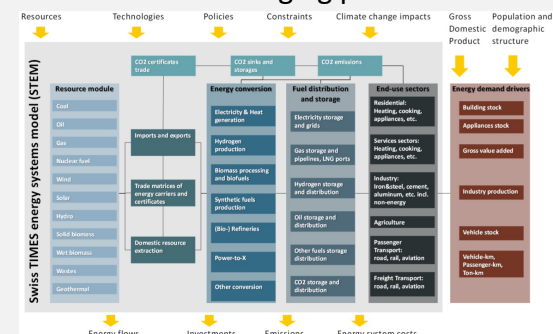 Resources
Technologies
Policies
Constraints
Climate change impacts
Gross
Domestic
Product
Population and
demographic
structure
Swiss TIMES energy systems model (STEM)
CO2 certificates
trade
CO2 sinks and
storages
CO2 emissions
Resource module
Coal
Oil
Gas
Nuclear fuel
Wind
Solar
Hydro
Solid biomass
Wet biomass
Wastes
Geothermal
Imports and exports
Trade matrices of
energy carriers and
certificates
Domestic resource
extraction
Energy conversion
Electricity & Heat
generation
Hydrogen
production
Biomass processing
and biofuels
Synthetic fuels
production
(Bio-) Refineries
Power-to-X
Other conversion
Fuel distribution
and storage
Electricity storage
and grids
Gas storage and
pipelines, LNG ports
Hydrogen storage
and distribution
Oil storage and
distribution
Other fuels storage
distribution
CO2 storage and
distribution
End-use sectors
Residential:
Heating, cooking,
appliances, etc.
Services sectors:
Heating, cooking,
appliances, etc.
Industry:
Iron&steel, cement,
aluminum, etc. incl.
non-energy
Agriculture
Passenger
Transport:
road, rail, aviation
Freight Transport:
road, rail, aviation
Energy demand drivers
Building stock
Appliances stock
Gross value added
Industry production
Vehicle stock
Vehicle-km,
Passenger-km,
Ton-km
Energy flows
Investments
Emissions
Energy system costs